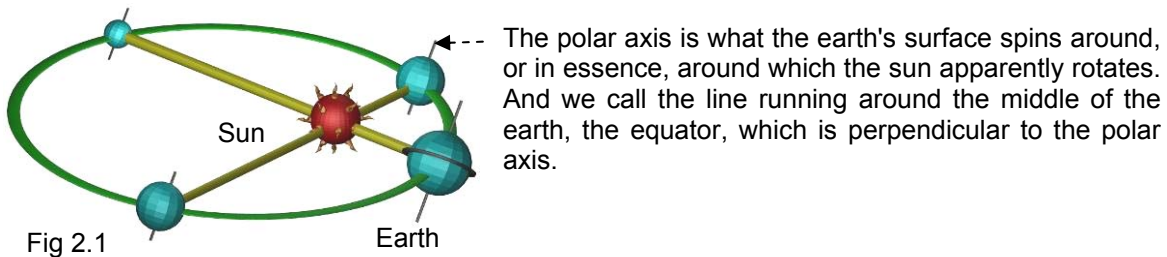 The polar axis is what the earth's surface spins around,
or in essence, around which the sun apparently rotates.
And we call the line running around the middle of the
earth, the equator, which is perpendicular to the polar
axis.
Sun
Fig 2.1
Earth